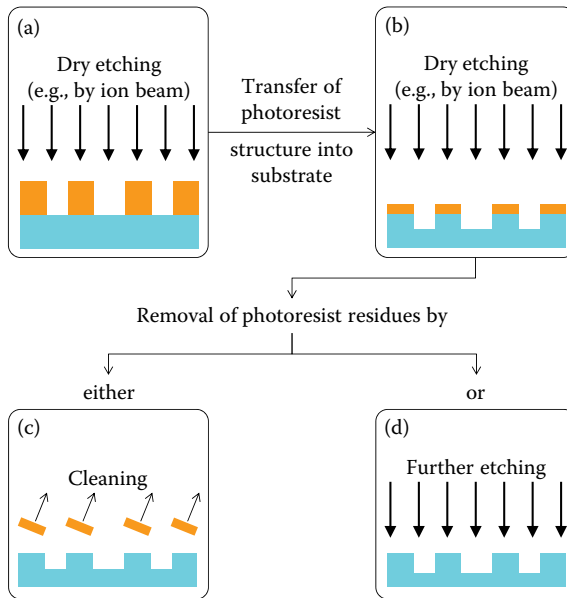 (a)
Dry etching
(e.g., by ion beam)
Transfer of
photoresist
structure into
substrate
(b)
Dry etching
(e.g., by ion beam)
Removal of photoresist residues by
either
or
(c)
Cleaning
(d)
Further etching